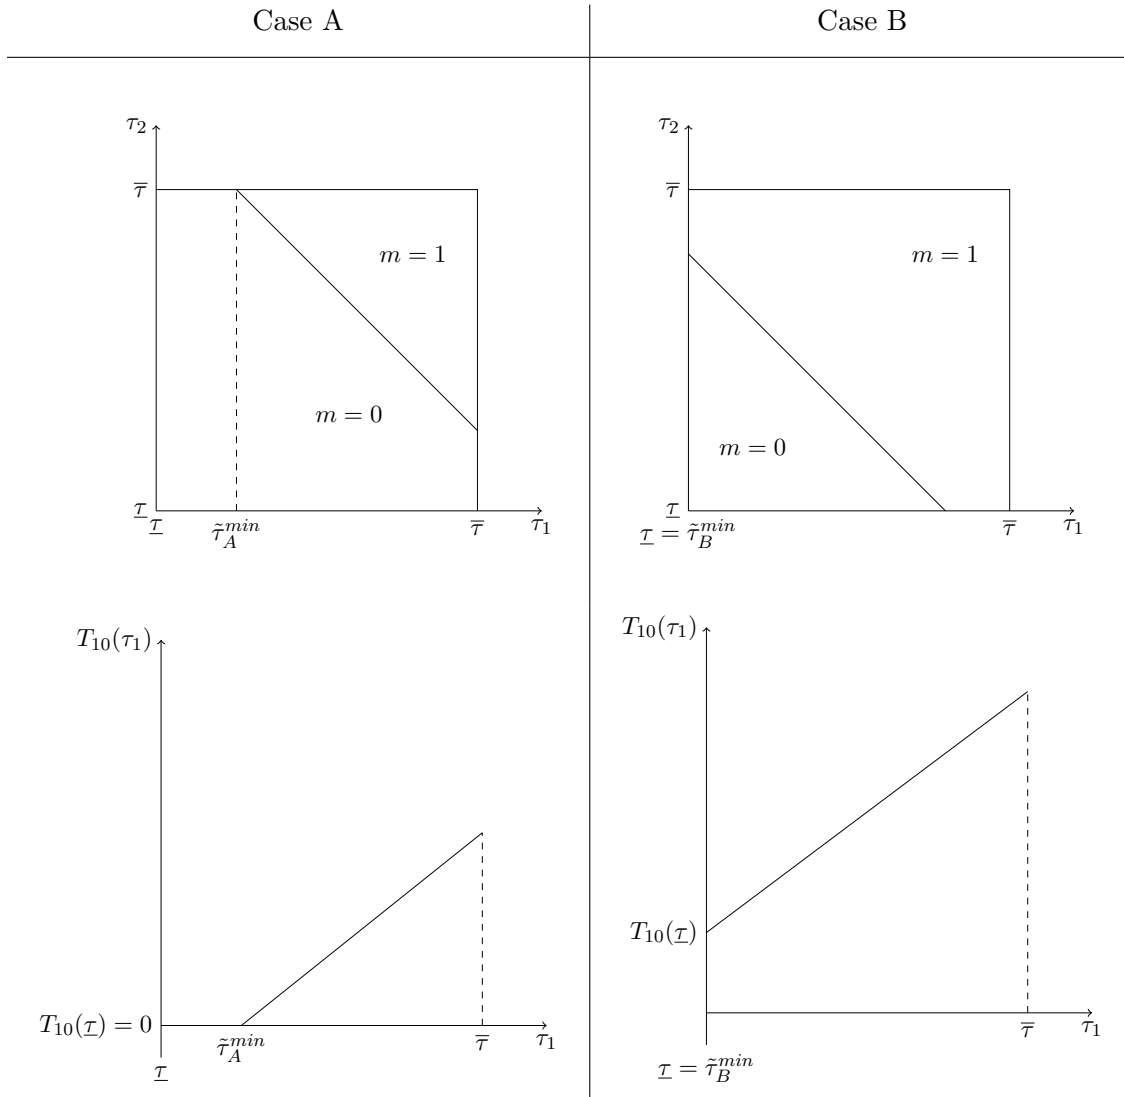 Case A
Case B
τ₂
τ̅
m = 1
m = 0
τ̲
τ̲
τ̃_A^{min}
τ̅
τ₁
τ₂
τ̅
m = 1
m = 0
τ̲
τ̲ = τ̃_B^{min}
τ̅
τ₁
T₁₀(τ₁)
T₁₀(τ̲) = 0
τ̲
τ̃_A^{min}
τ̅
τ₁
T₁₀(τ₁)
T₁₀(τ̲)
τ̲ = τ̃_B^{min}
τ̅
τ₁